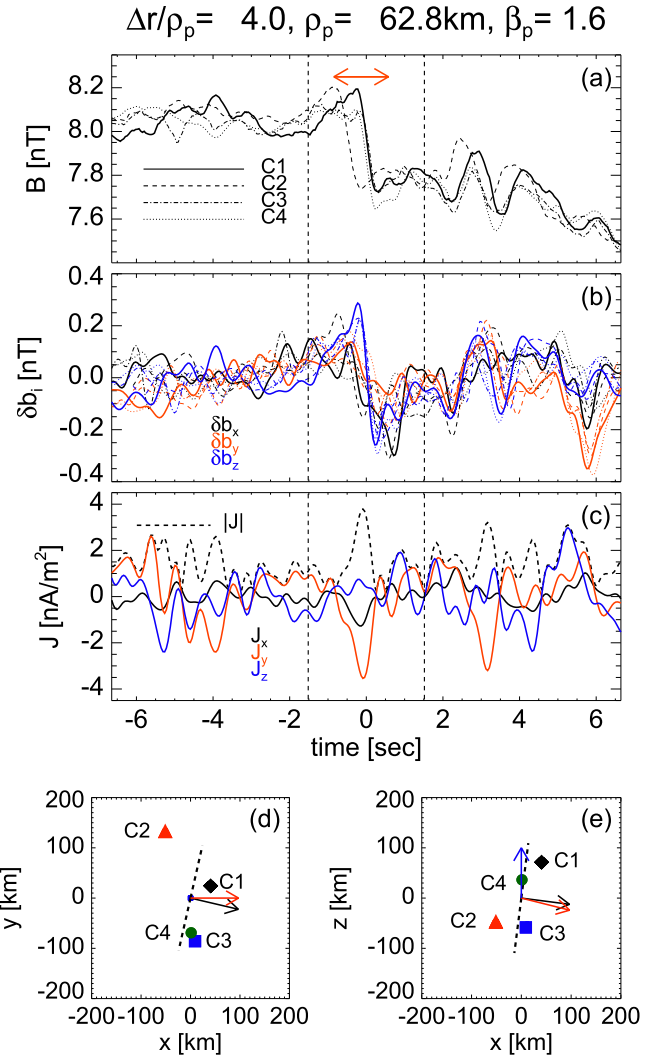 Δr/ρp= 4.0, ρp= 62.8km, βp= 1.6
(a)
B [nT]
8.2
8.0
7.8
7.6
C1
C2
C3
C4
(b)
δbi [nT]
0.4
0.2
0.0
-0.2
-0.4
δbx
δby
δbz
(c)
J [nA/m²]
4
2
0
-2
-4
|J|
Jx
Jy
Jz
-6 -4 -2 0 2 4 6
time [sec]
(d)
y [km]
200
100
0
-100
-200
C2
C1
C4
C3
-200 -100 0 100 200
x [km]
(e)
z [km]
200
100
0
-100
-200
C1
C4
C2
C3
-200 -100 0 100 200
x [km]